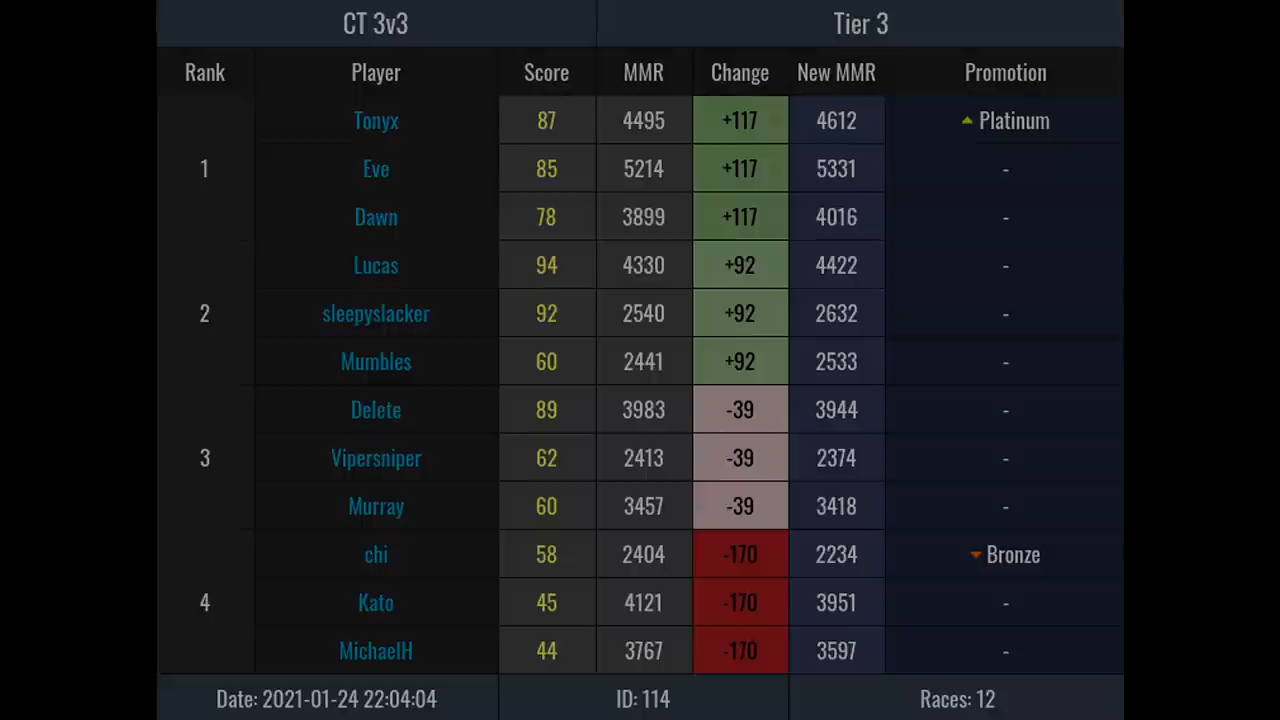 CT 3v3 Tier 3
Rank Player Score MMR Change New MMR Promotion
Tonyx 87 4495 +117 4612 Platinum
1 Eve 85 5214 +117 5331 -
Dawn 78 3899 +117 4016 -
Lucas 94 4330 +92 4422 -
2 sleepyslacker 92 2540 +92 2632 -
Mumbles 60 2441 +92 2533 -
Delete 89 3983 -39 3944 -
3 Vipersniper 62 2413 -39 2374 -
Murray 60 3457 -39 3418 -
chi 58 2404 -170 2234 Bronze
4 Kato 45 4121 -170 3951 -
MichaelH 44 3767 -170 3597 -
Date: 2021-01-24 22:04:04 ID: 114 Races: 12